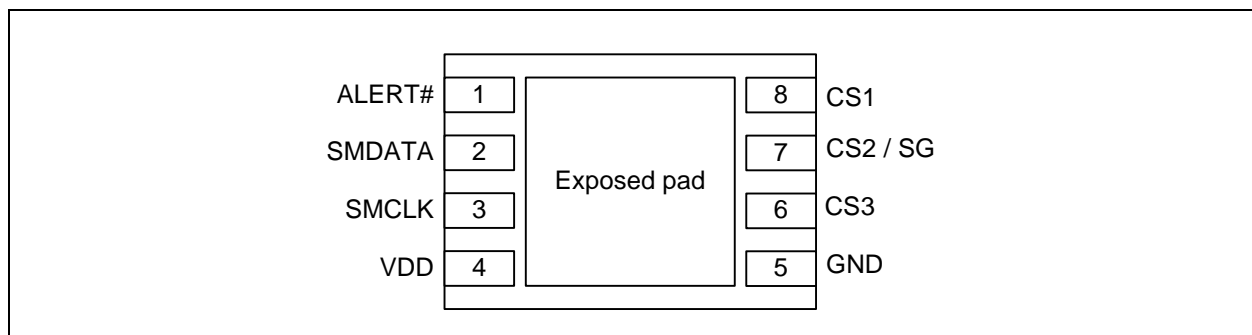 ALERT# 1 8 CS1
SMDATA 2 7 CS2 / SG
Exposed pad
SMCLK 3 6 CS3
VDD 4 5 GND